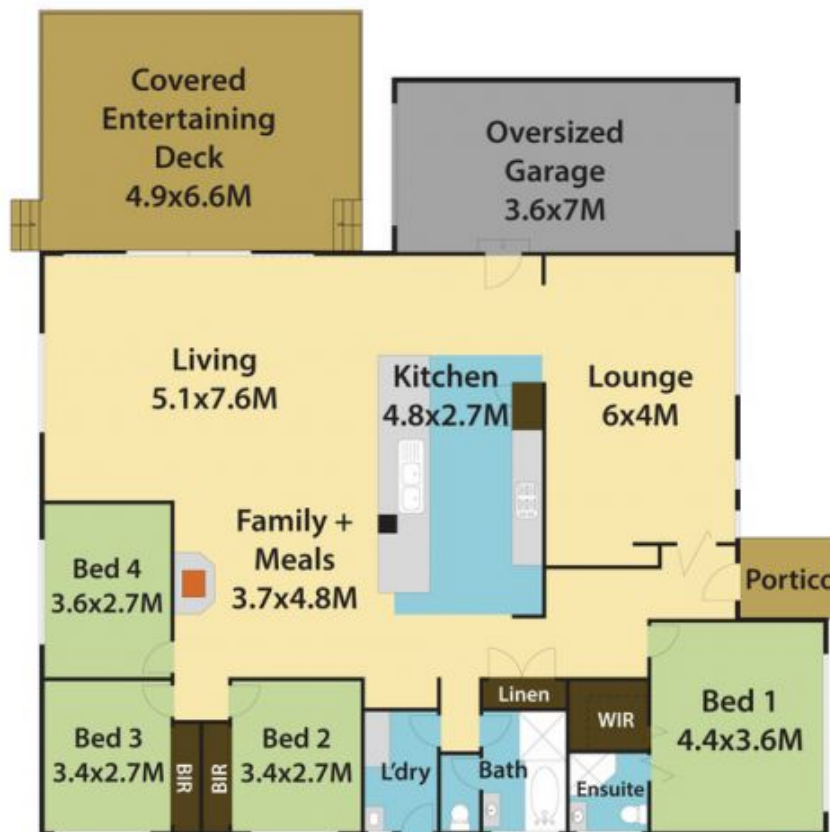 Covered
Entertaining
Deck
4.9x6.6M
Oversized
Garage
3.6x7M
Living
5.1x7.6M
Kitchen
4.8x2.7M
Lounge
6x4M
Family +
Meals
3.7x4.8M
Bed 4
3.6x2.7M
Portico
Bed 3
3.4x2.7M
BIR
BIR
Bed 2
3.4x2.7M
L'dry
Bath
Linen
WIR
Ensuite
Bed 1
4.4x3.6M